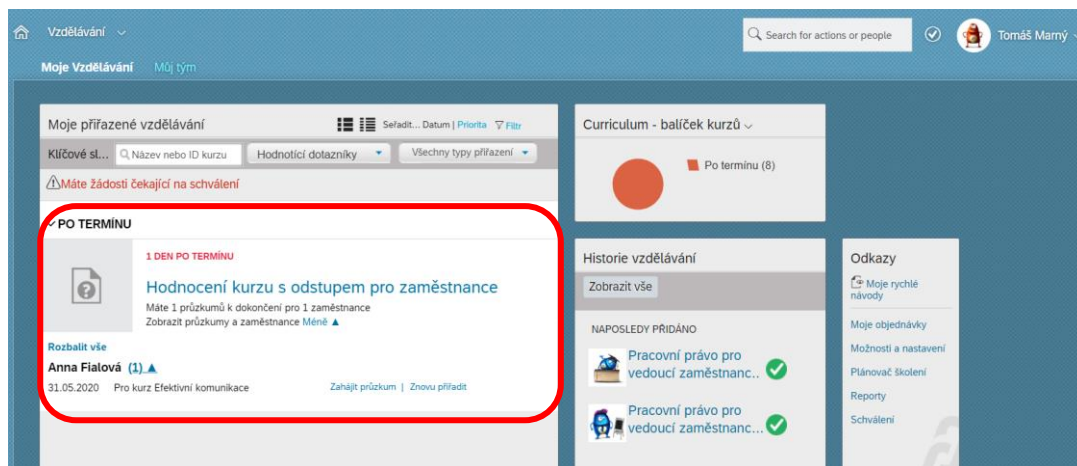 Vzdělávání
Search for actions or people
Tomáš Marný
Moje Vzdělávání Můj tým
Moje přiřazené vzdělávání
Seřadit... Datum | Priorita Filtr
Klíčové sl... Název nebo ID kurzu Hodnotící dotazníky Všechny typy přiřazení
Máte žádosti čekající na schválení
PO TERMÍNU
1 DEN PO TERMÍNU
Hodnocení kurzu s odstupem pro zaměstnance
Máte 1 průzkumů k dokončení pro 1 zaměstnance
Zobrazit průzkumy a zaměstnance Méně ▲
Rozbalit vše
Anna Fialová (1) ▲
31.05.2020 Pro kurz Efektivní komunikace Zahájit průzkum | Znovu přiřadit
Curriculum - balíček kurzů
Po termínu (8)
Historie vzdělávání
Zobrazit vše
NAPOSLEDY PŘIDÁNO
Pracovní právo pro
vedoucí zaměstnanc..
Pracovní právo pro
vedoucí zaměstnanc...
Odkazy
Moje rychlé
návody
Moje objednávky
Možnosti a nastavení
Plánovač školení
Reporty
Schválení